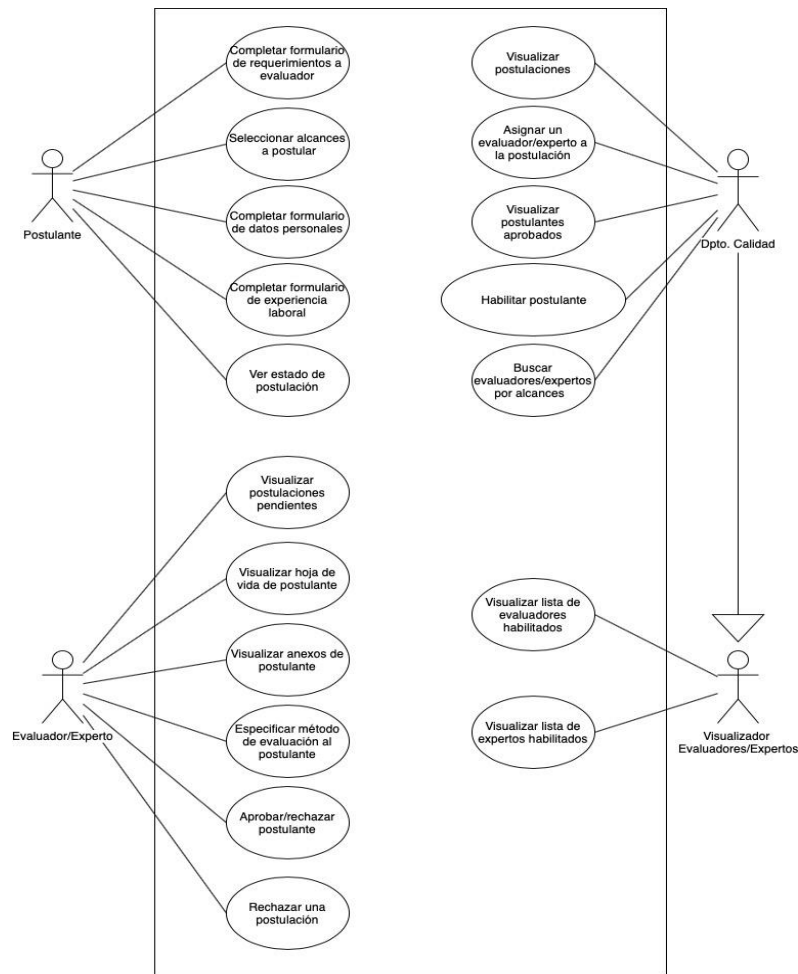 Completar formulario
de requerimientos a
evaluador
Seleccionar alcances
a postular
Postulante
Completar formulario
de datos personales
Completar formulario
de experiencia
laboral
Ver estado de
postulación
Visualizar
postulaciones
Asignar un
evaluador/experto a
la postulación
Visualizar
postulantes
aprobados
Dpto. Calidad
Habilitar postulante
Buscar
evaluadores/expertos
por alcances
Visualizar
postulaciones
pendientes
Visualizar hoja de
vida de postulante
Visualizar anexos de
postulante
Evaluador/Experto
Especificar método
de evaluación al
postulante
Aprobar/rechazar
postulante
Rechazar una
postulación
Visualizar lista de
evaluadores
habilitados
Visualizar lista de
expertos habilitados
Visualizador
Evaluadores/Expertos